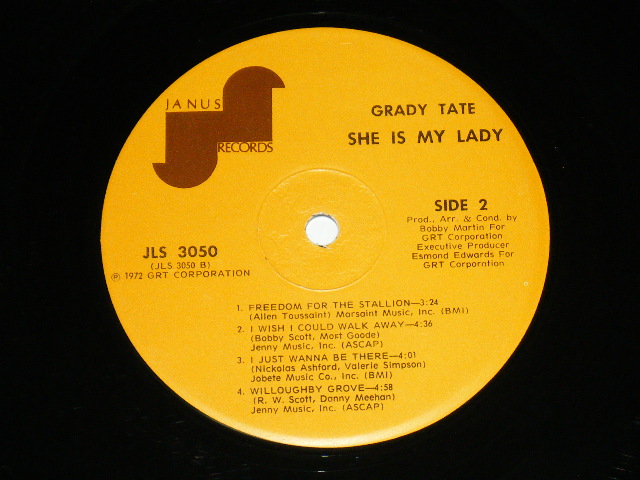 JANUS
RECORDS
GRADY TATE
SHE IS MY LADY
JLS 3050
(JLS 3050 B)
℗ 1972 GRT CORPORATION
SIDE 2
Prod., Arr. & Cond. by
Bobby Martin For
GRT Corporation
Executive Producer
Esmond Edwards For
GRT Corporation
1. FREEDOM FOR THE STALLION—3:24
(Allen Toussaint) Marsaint Music, Inc. (BMI)
2. I WISH I COULD WALK AWAY—4:36
(Bobby Scott, Mort Goode)
Jenny Music, Inc. (ASCAP)
3. I JUST WANNA BE THERE—4:01
(Nickolas Ashford, Valerie Simpson)
Jobete Music Co., Inc. (BMI)
4. WILLOUGHBY GROVE—4:58
(R. W. Scott, Danny Meehan)
Jenny Music, Inc. (ASCAP)